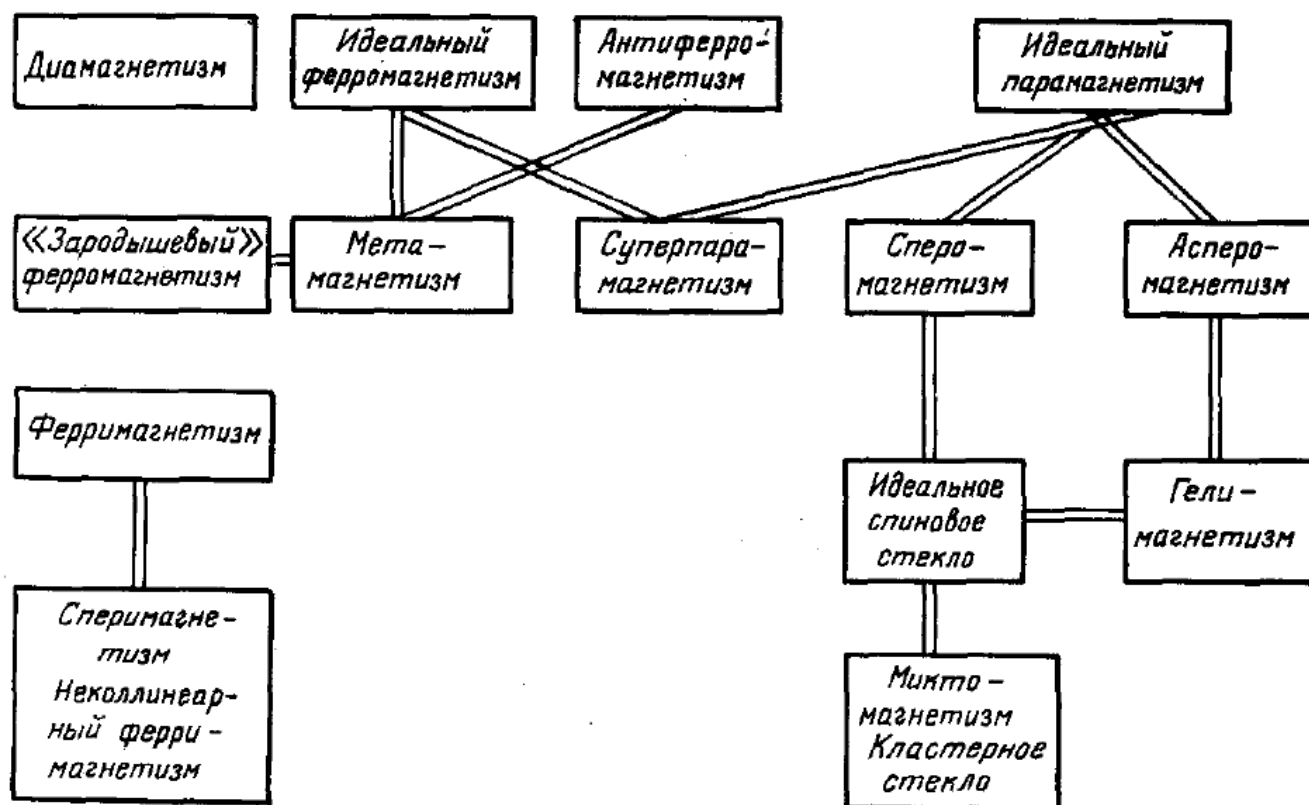 Диамагнетизм
Идеальный
ферромагнетизм
Антиферро-
магнетизм
Идеальный
парамагнетизм
«Зародышевый»
ферромагнетизм
Мета-
магнетизм
Суперпара-
магнетизм
Сперо-
магнетизм
Асперо-
магнетизм
Ферримагнетизм
Идеальное
спиновое
стекло
Гели-
магнетизм
Сперимагне-
тизм
Неколлинеар-
ный ферри-
магнетизм
Микто-
магнетизм
Кластерное
стекло